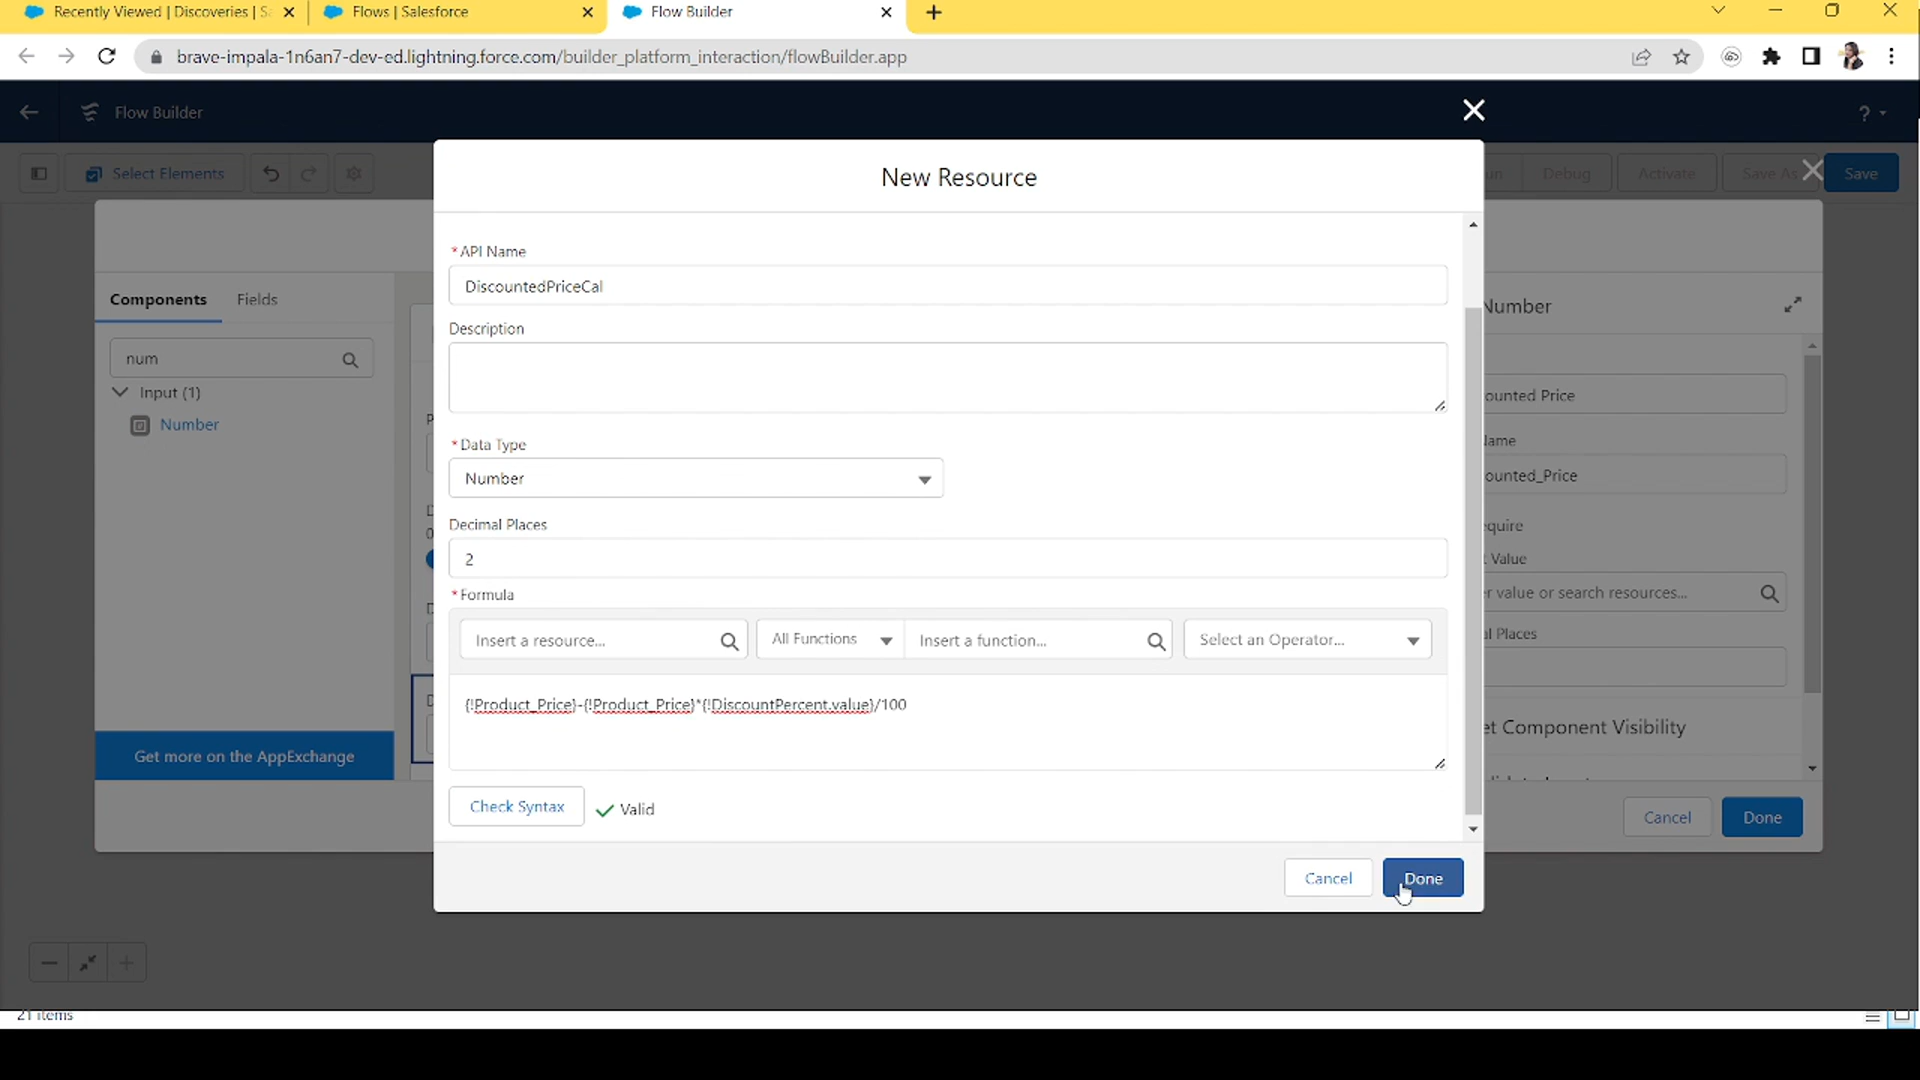 Recently Viewed | Discoveries | S
Flows | Salesforce
Flow Builder
brave-impala-1n6an7-dev-ed.lightning.force.com/builder_platform_interaction/flowBuilder.app
Flow Builder
?
Select Elements
un
Debug
Activate
Save As
Save
New Resource
Components
Fields
num
Input (1)
Number
Get more on the AppExchange
* API Name
DiscountedPriceCal
Description
* Data Type
Number
Decimal Places
2
* Formula
Insert a resource...
All Functions
Insert a function...
Select an Operator...
{!Product_Price}-{!Product_Price}*{!DiscountPercent.value}/100
Check Syntax
Valid
Cancel
Done
Number
ounted Price
ame
ounted_Price
equire
t Value
r value or search resources...
al Places
et Component Visibility
Cancel
Done
21 items